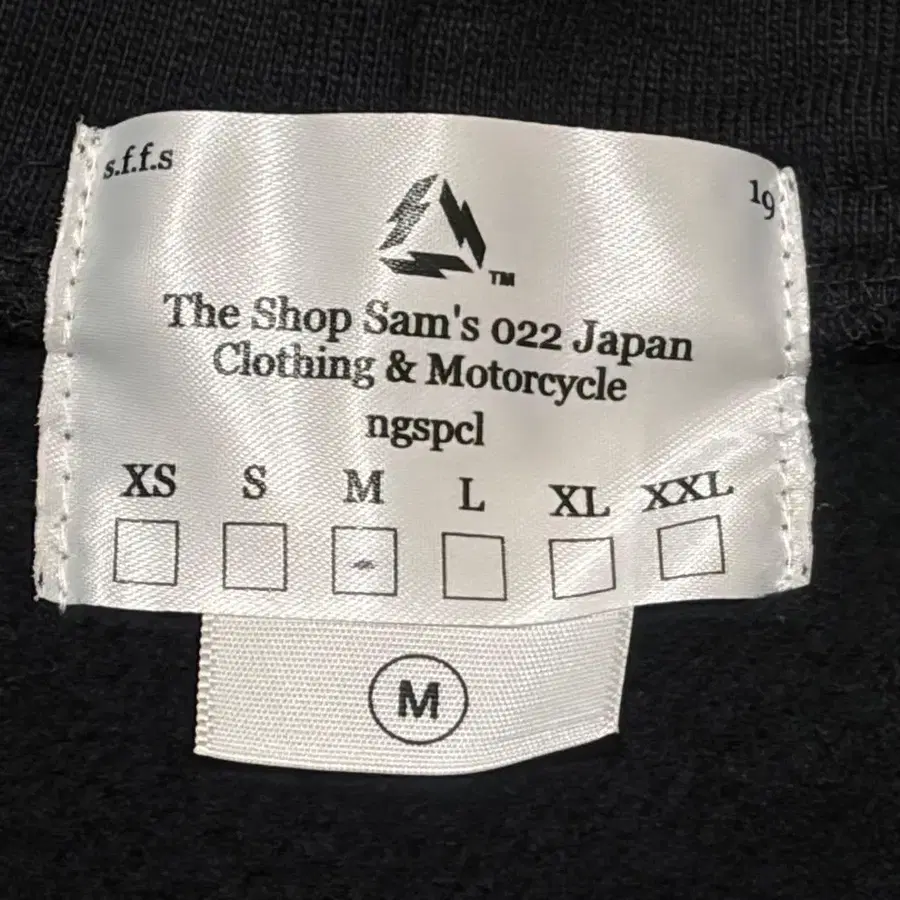 s.f.f.s
19
TM
The Shop Sam's 022 Japan
Clothing & Motorcycle
ngspcl
XS S M L XL XXL
M